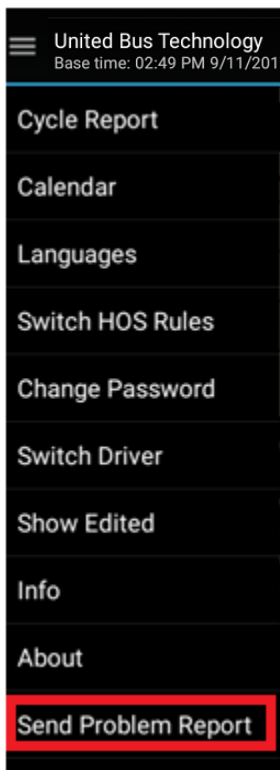 United Bus Technology
Base time: 02:49 PM 9/11/201
Cycle Report
Calendar
Languages
Switch HOS Rules
Change Password
Switch Driver
Show Edited
Info
About
Send Problem Report